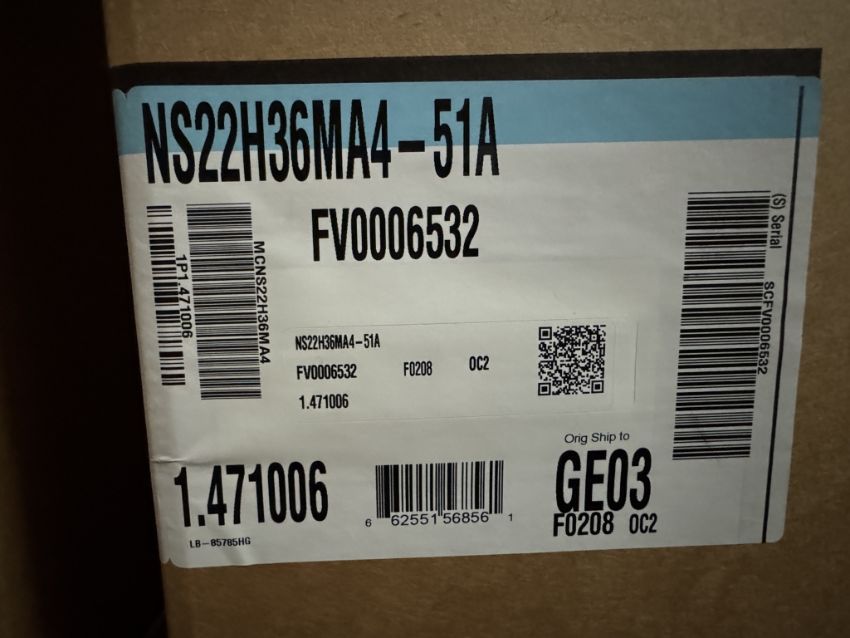 NS22H36MA4-51A
FV0006532
1P1.471006
MCNS22H36MA4
(S) Serial
SCFV0006532
NS22H36MA4-51A
FV0006532 F0208 OC2
1.471006
1.471006
6 62551 56856 1
LB-85785HG
Orig Ship to
GE03
F0208 OC2